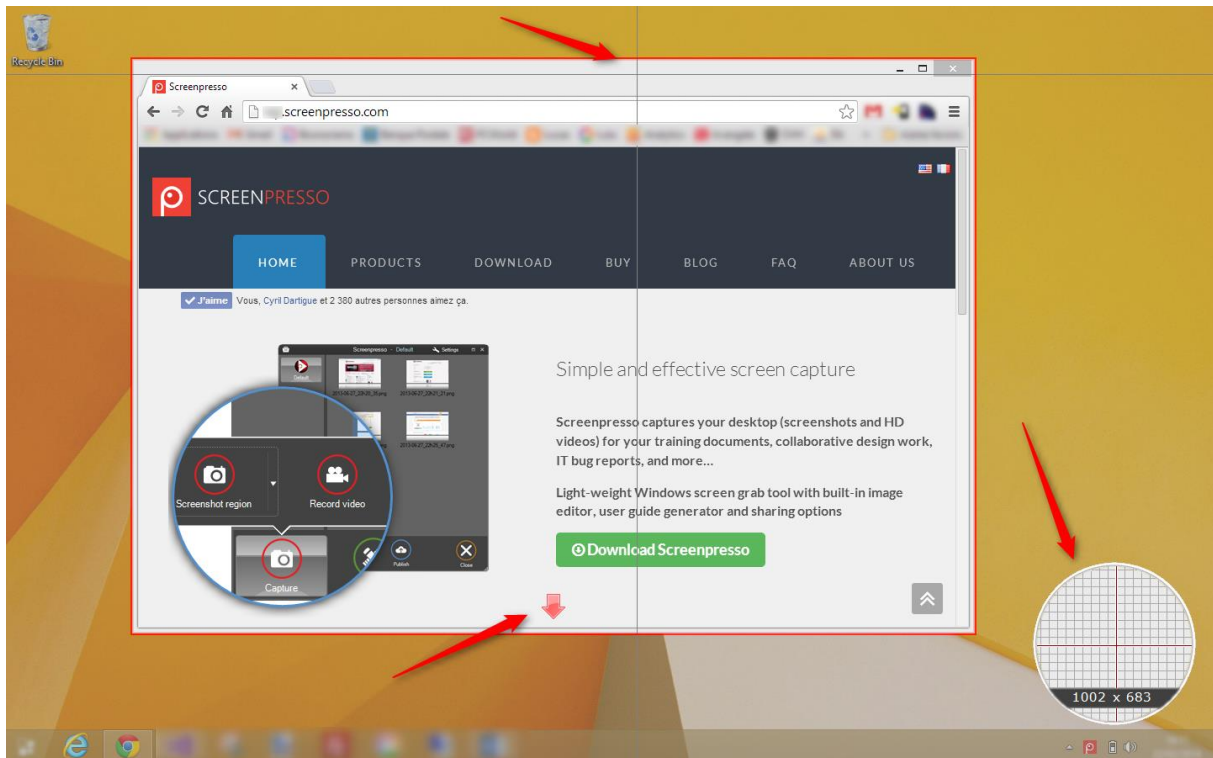 Recycle Bin
Screenpresso
.screenpresso.com
SCREENPRESSO
HOME PRODUCTS DOWNLOAD BUY BLOG FAQ ABOUT US
J'aime Vous, Cyril Dartigue et 2 380 autres personnes aimez ça.
Screenpresso - Default Settings
Default
Simple and effective screen capture
Screenpresso captures your desktop (screenshots and HD
videos) for your training documents, collaborative design work,
IT bug reports, and more...
Light-weight Windows screen grab tool with built-in image
editor, user guide generator and sharing options
Download Screenpresso
Screenshot region
Record video
Publish
Close
Capture
1002 x 683